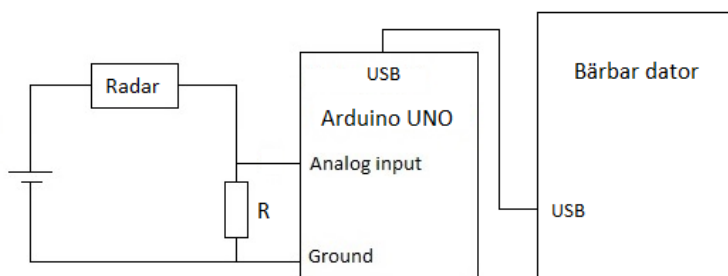 Radar
USB
Arduino UNO
Analog input
R
Ground
Bärbar dator
USB